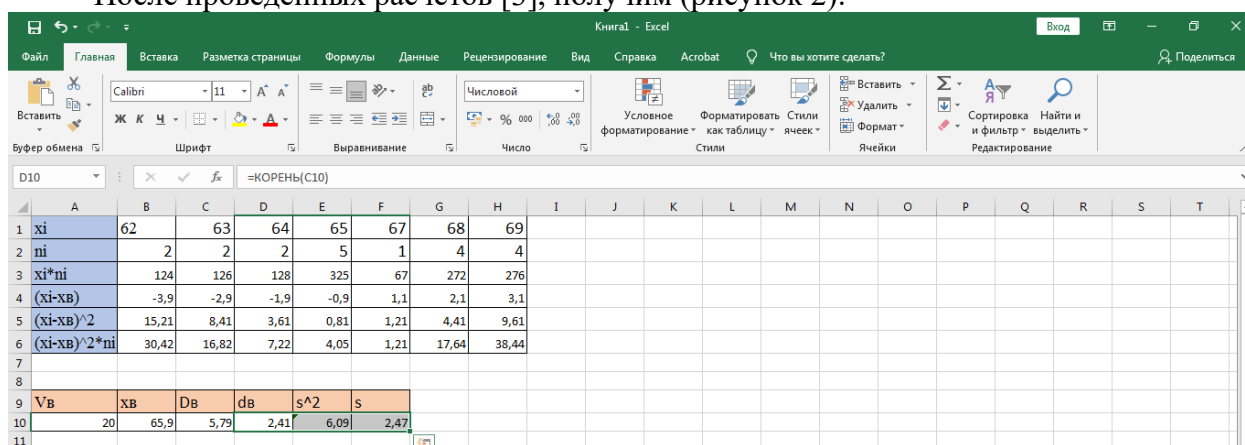 После проведенных расчетов [3], получим (рисунок 2).
Книга1 - Excel Вход
Файл Главная Вставка Разметка страницы Формулы Данные Рецензирование Вид Справка Acrobat Что вы хотите сделать? Поделиться
Вставить
Calibri 11
Ж К Ч
Числовой
% 000
Условное форматирование
Форматировать как таблицу
Стили ячеек
Вставить
Удалить
Формат
Сортировка и фильтр
Найти и выделить
Буфер обмена Шрифт Выравнивание Число Стили Ячейки Редактирование
D10 fx =КОРЕНЬ(C10)
A B C D E F G H I J K L M N O P Q R S T
1 xi 62 63 64 65 67 68 69
2 ni 2 2 2 5 1 4 4
3 xi*ni 124 126 128 325 67 272 276
4 (xi-xв) -3,9 -2,9 -1,9 -0,9 1,1 2,1 3,1
5 (xi-xв)^2 15,21 8,41 3,61 0,81 1,21 4,41 9,61
6 (xi-xв)^2*ni 30,42 16,82 7,22 4,05 1,21 17,64 38,44
7
8
9 Vв xв Dв dв s^2 s
10 20 65,9 5,79 2,41 6,09 2,47
11